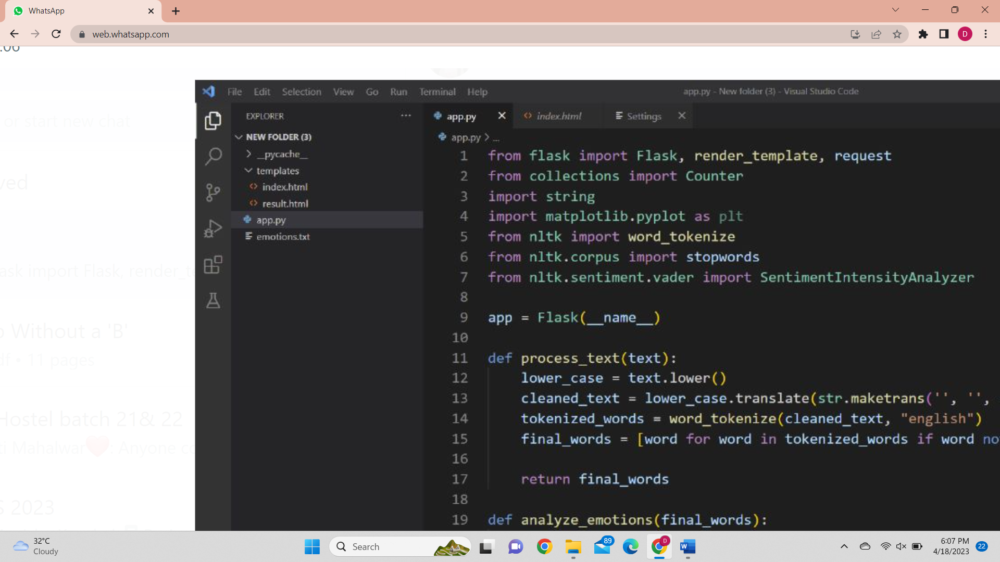 WhatsApp
web.whatsapp.com
:06
or start new chat
ved
ask import Flask, render_te
Without a 'B'
df • 11 pages
Hostel batch 21& 22
ti Mahalwar❤: Anyone co
S 2023
File Edit Selection View Go Run Terminal Help
app.py - New folder (3) - Visual Studio Code
EXPLORER ...
NEW FOLDER (3)
__pycache__
templates
<> index.html
<> result.html
app.py
emotions.txt
app.py
<> index.html
Settings
app.py > ...
1 from flask import Flask, render_template, request
2 from collections import Counter
3 import string
4 import matplotlib.pyplot as plt
5 from nltk import word_tokenize
6 from nltk.corpus import stopwords
7 from nltk.sentiment.vader import SentimentIntensityAnalyzer
8
9 app = Flask(__name__)
10
11 def process_text(text):
12 lower_case = text.lower()
13 cleaned_text = lower_case.translate(str.maketrans('', '',
14 tokenized_words = word_tokenize(cleaned_text, "english")
15 final_words = [word for word in tokenized_words if word no
16
17 return final_words
18
19 def analyze_emotions(final_words):
32°C
Cloudy
Search
89
D
6:07 PM
4/18/2023
22